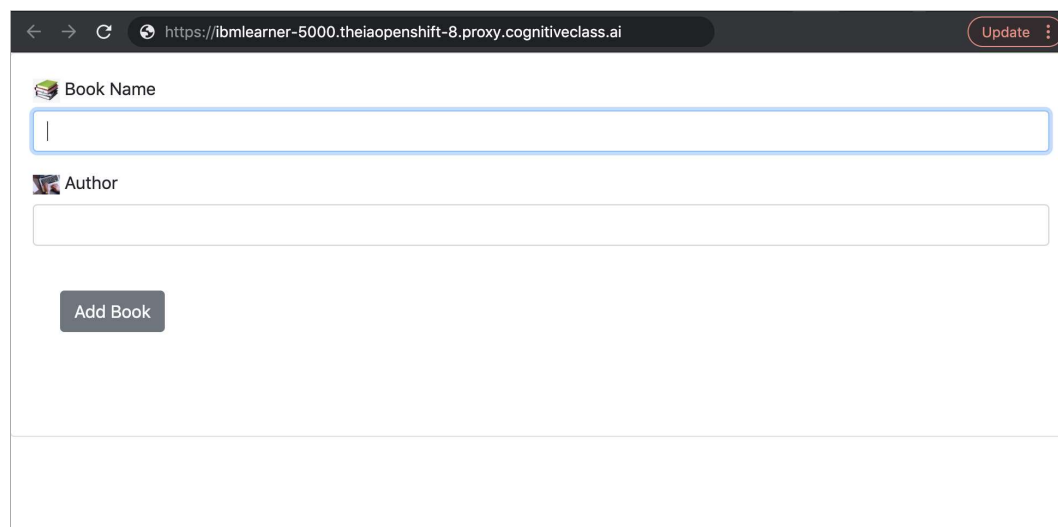 https://ibmlearner-5000.theiaopenshift-8.proxy.cognitiveclass.ai
Update
Book Name
Author
Add Book